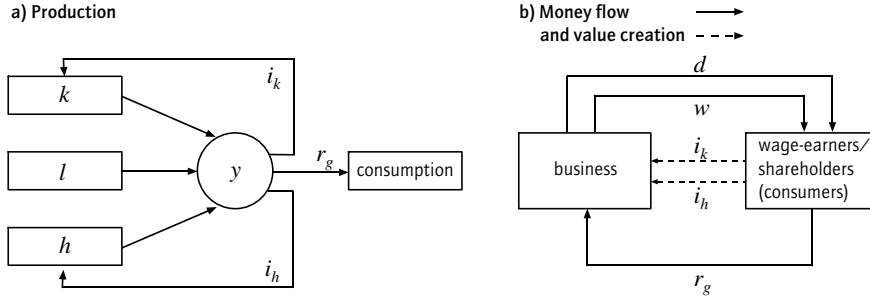 a) Production
k
l
h
y
i_k
r_g
consumption
i_h
b) Money flow
and value creation
d
w
business
i_k
i_h
wage-earners/
shareholders
(consumers)
r_g